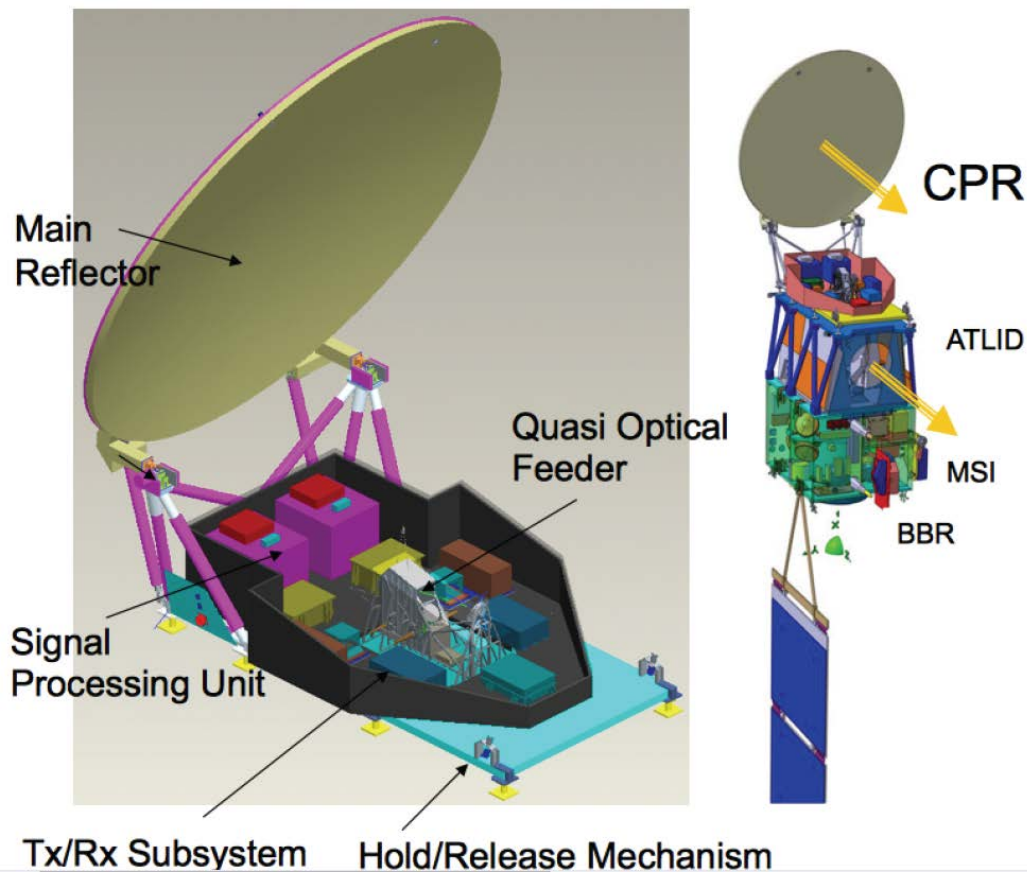 Main
Reflector
Quasi Optical
Feeder
Signal
Processing Unit
Tx/Rx Subsystem
Hold/Release Mechanism
CPR
ATLID
MSI
BBR